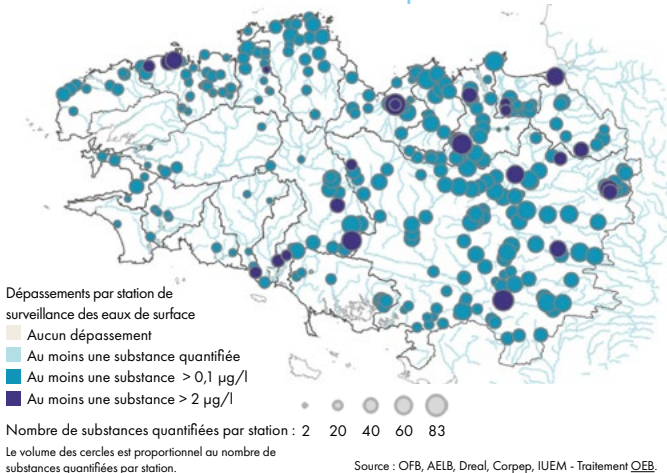 Dépassements par station de
surveillance des eaux de surface
Aucun dépassement
Au moins une substance quantifiée
Au moins une substance > 0,1 µg/l
Au moins une substance > 2 µg/l
Nombre de substances quantifiées par station : 2 20 40 60 83
Le volume des cercles est proportionnel au nombre de
substances quantifiées par station.
Source : OFB, AELB, Dreal, Corpep, IUEM - Traitement OEB.